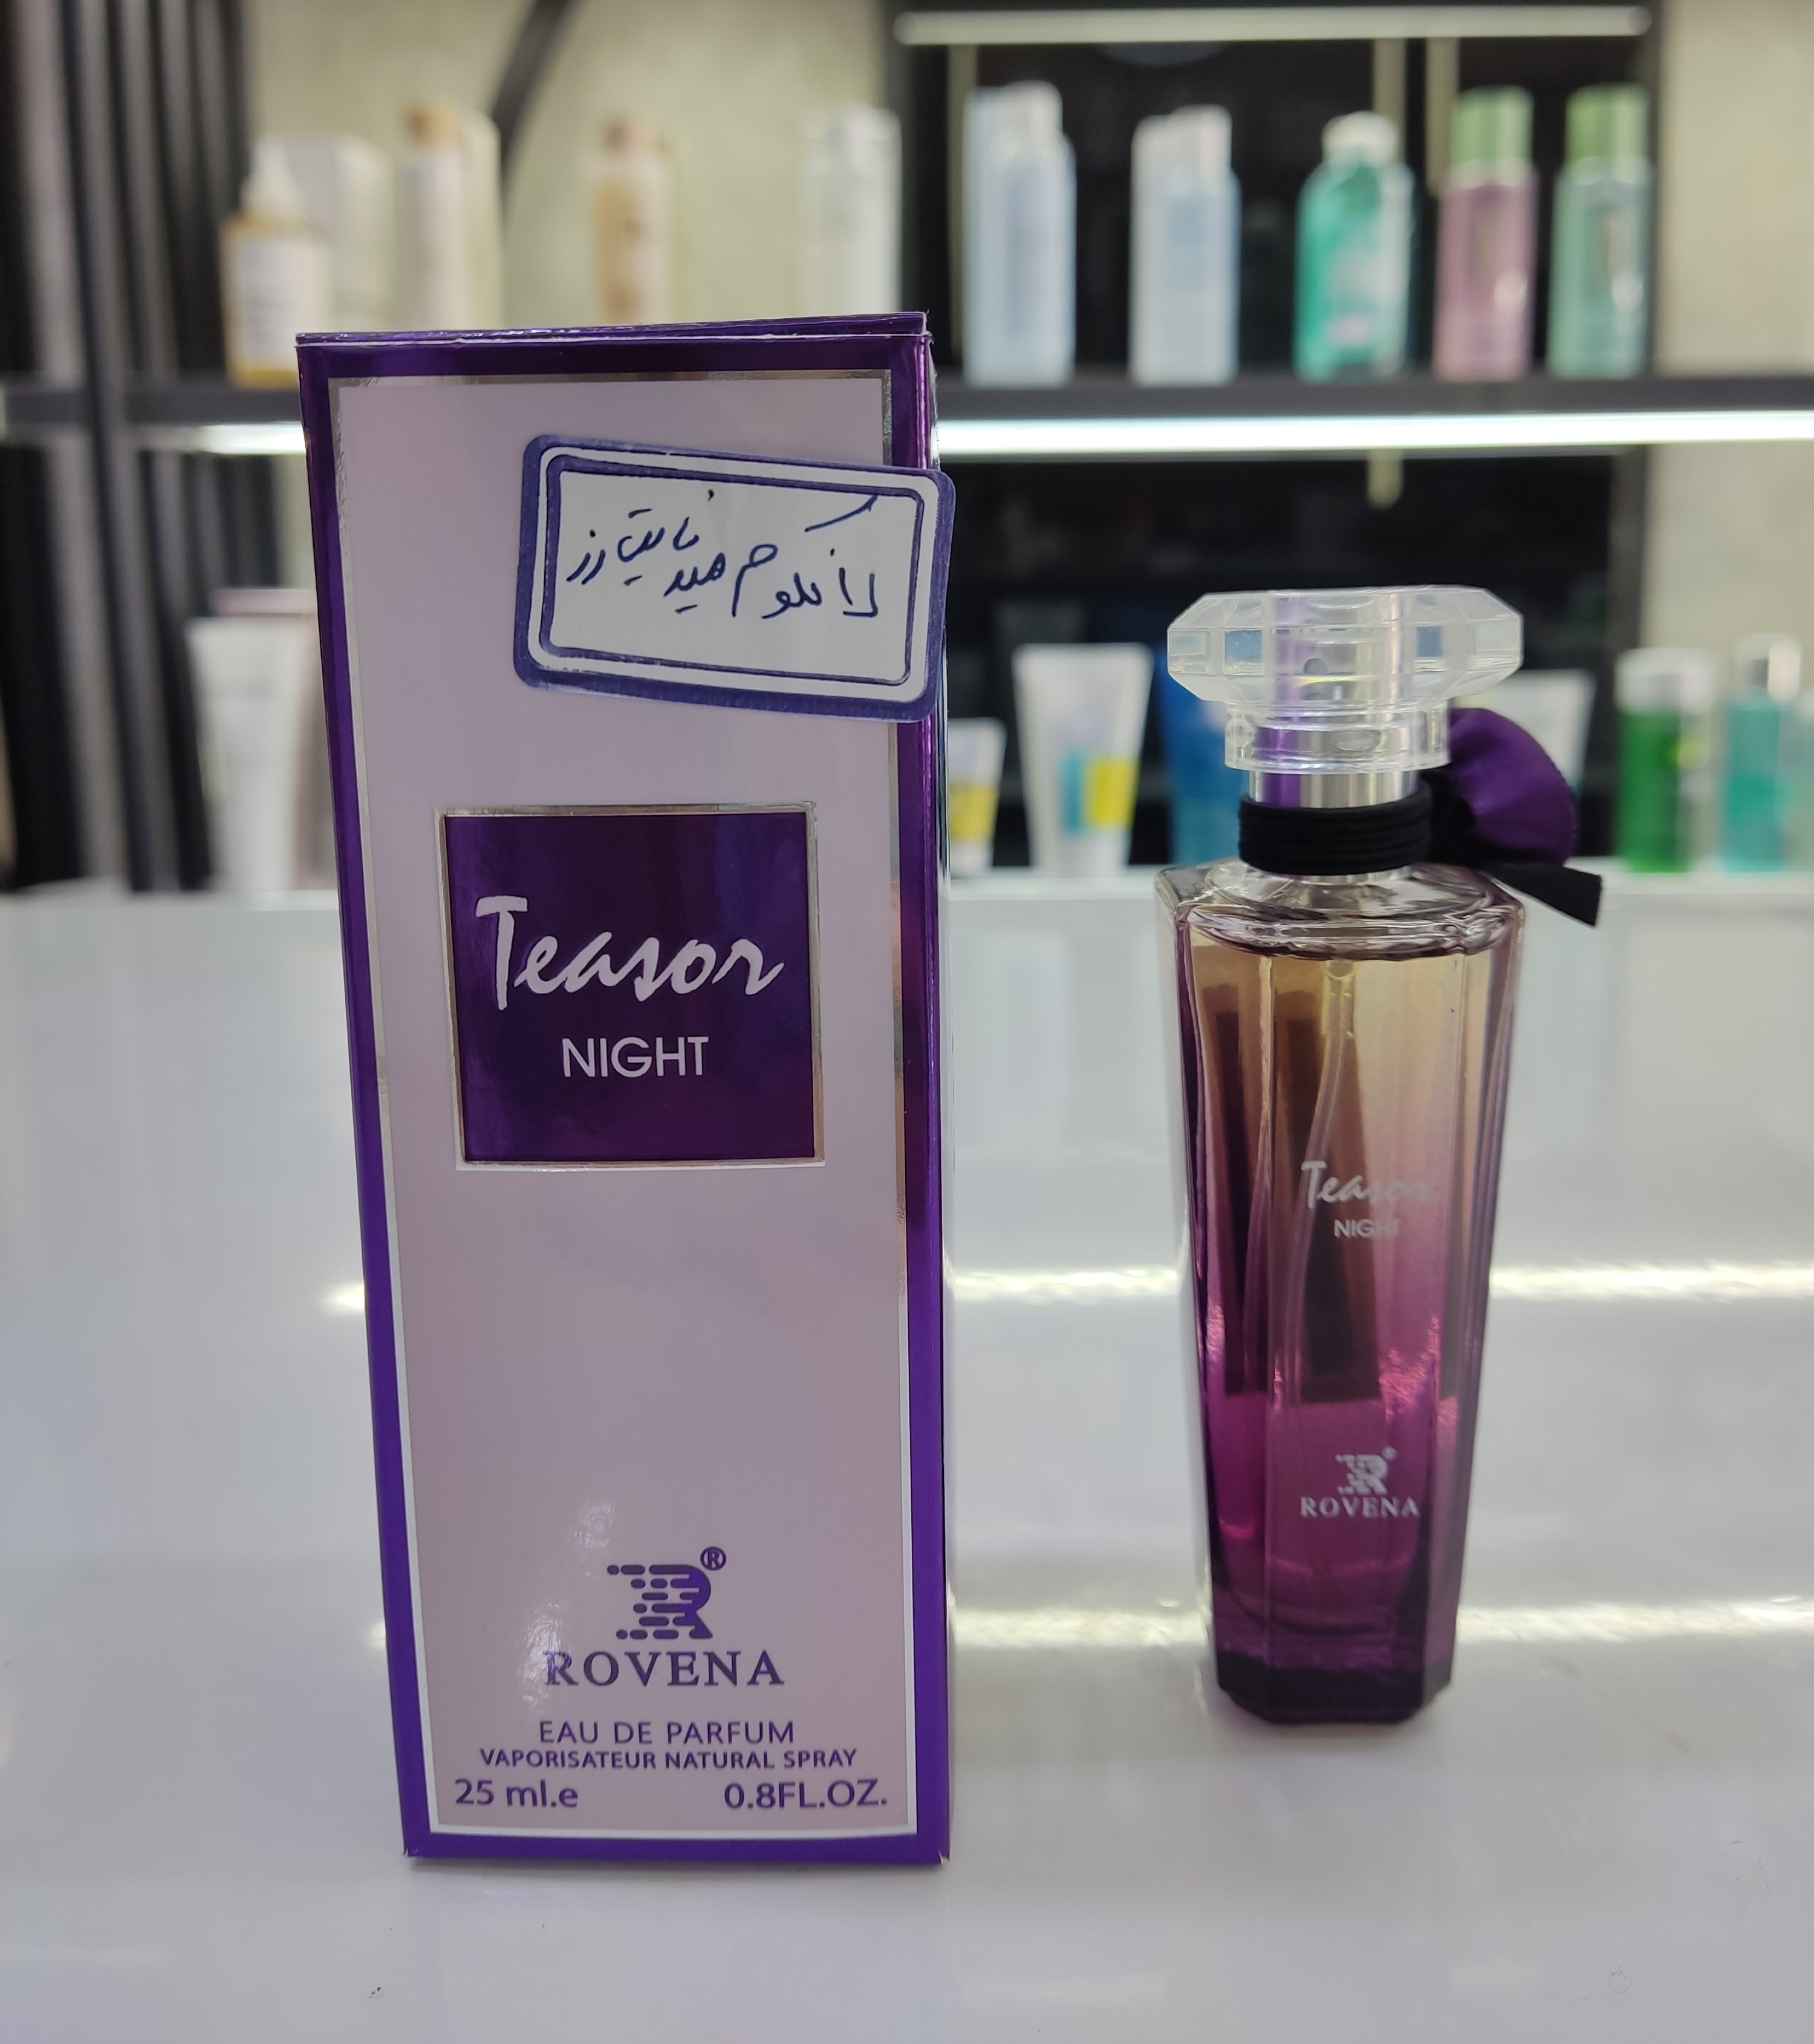 لانکوم میدنایت رز
Teasor
NIGHT
R®
ROVENA
EAU DE PARFUM
VAPORISATEUR NATURAL SPRAY
25 ml.e 0.8FL.OZ.
Teasor
NIGHT
R®
ROVENA